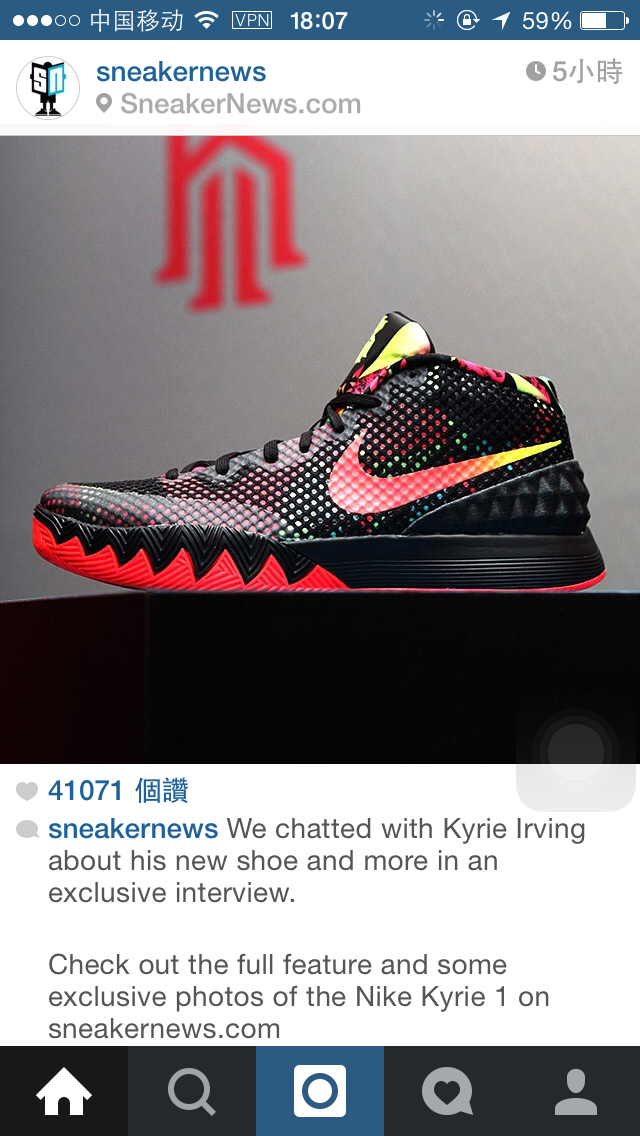 中国移动 VPN 18:07 59%
SN
sneakernews 5小時
SneakerNews.com
41071 個讚
sneakernews We chatted with Kyrie Irving
about his new shoe and more in an
exclusive interview.
Check out the full feature and some
exclusive photos of the Nike Kyrie 1 on
sneakernews.com